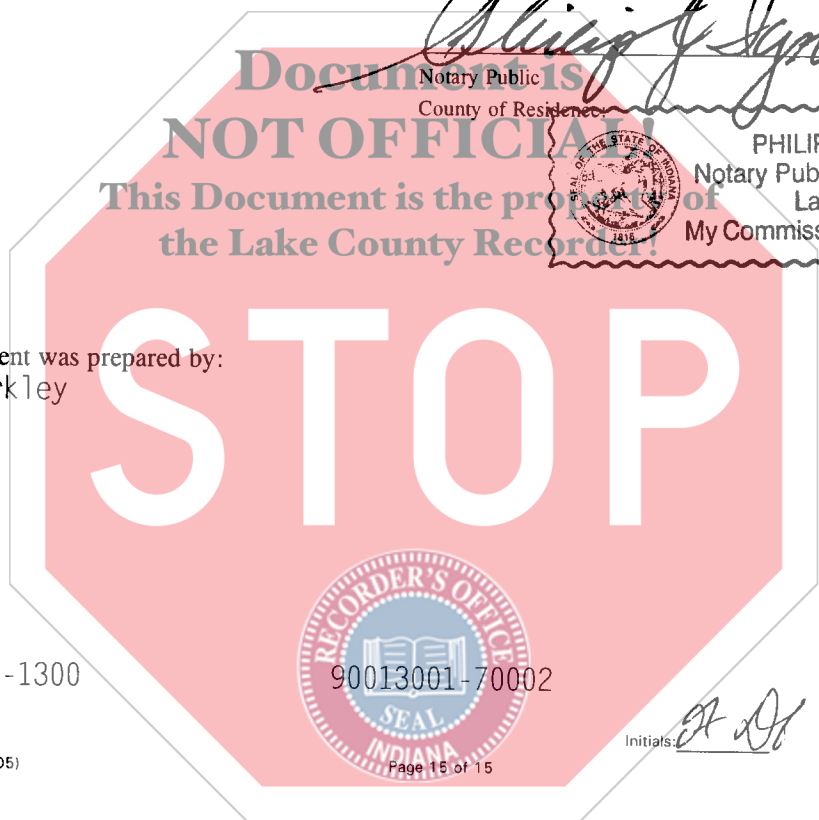 Document is
Notary Public
NOT OFFICIAL!
County of Residence:
SEAL OF THE STATE OF INDIANA
1816
PHILIP
Notary Pub
La
My Commiss
This Document is the property of
the Lake County Recorder!
ent was prepared by:
kley
STOP
RECORDER'S OFFICE
SEAL
INDIANA
-1300
90013001-70002
Initials:
05)
Page 15 of 15